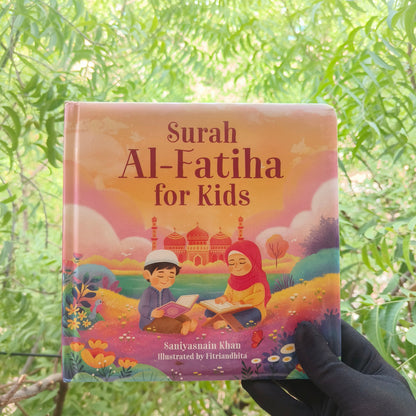 Surah
Al-Fatiha
for Kids
Saniyasnain Khan
Illustrated by Fitriandhita